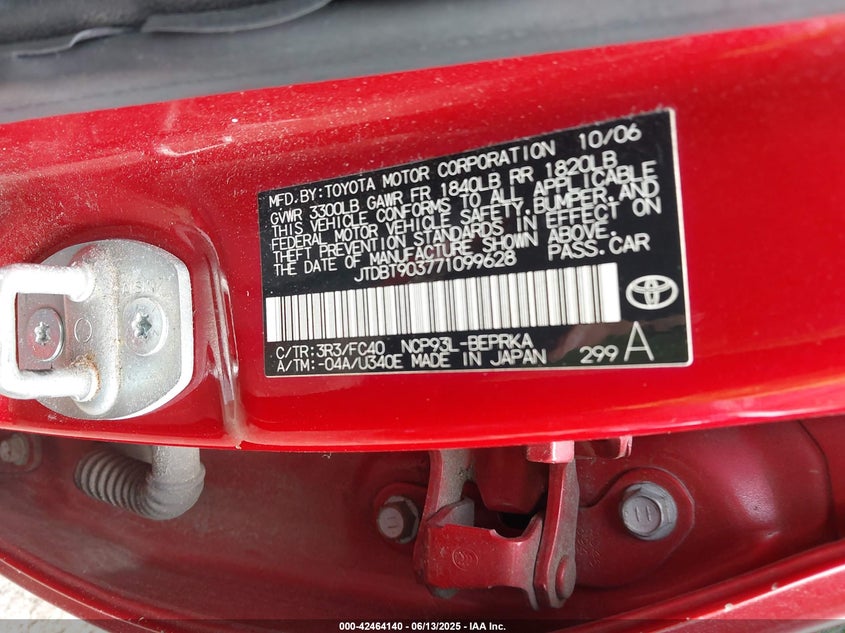 MFD.BY:TOYOTA MOTOR CORPORATION 10/06
GVWR 3300LB GAWR FR 1840LB RR 1820LB
THIS VEHICLE CONFORMS TO ALL APPLICABLE
FEDERAL MOTOR VEHICLE SAFETY,BUMPER,AND
THEFT PREVENTION STANDARDS IN EFFECT ON
THE DATE OF MANUFACTURE SHOWN ABOVE.
JTDBT903771099628 PASS.CAR
C/TR:3R3/FC40 NCP93L-BEPRKA
A/TM:-04A/U340E MADE IN JAPAN 299 A
000-42464140 - 06/13/2025 - IAA Inc.